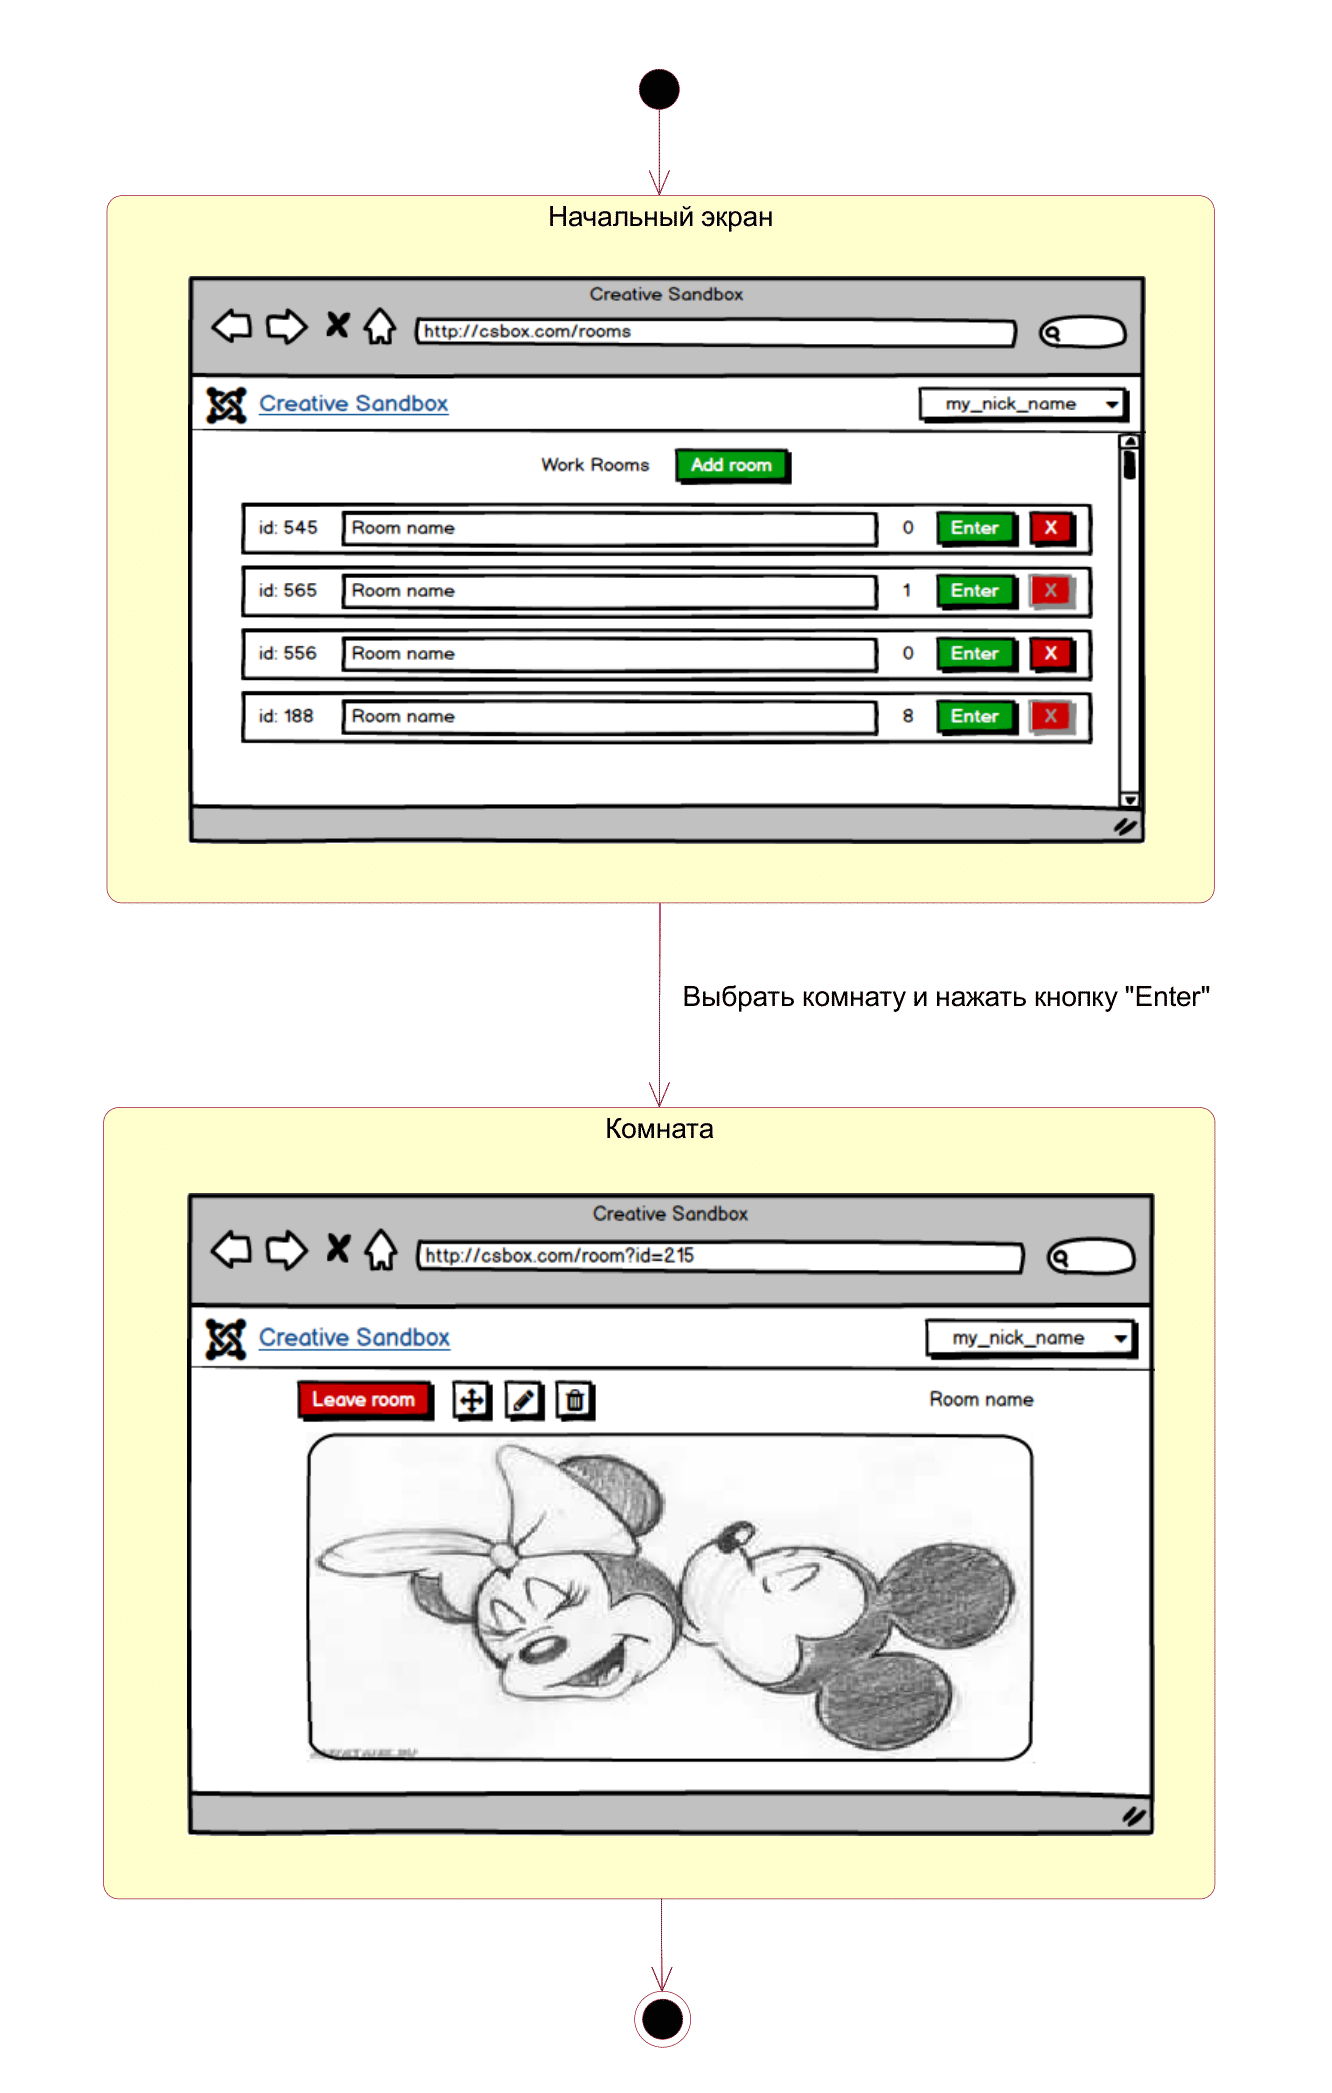 Начальный экран
Creative Sandbox
http://csbox.com/rooms
Creative Sandbox
my_nick_name
Work Rooms
Add room
id: 545 Room name 0 Enter X
id: 565 Room name 1 Enter X
id: 556 Room name 0 Enter X
id: 188 Room name 8 Enter X
Выбрать комнату и нажать кнопку "Enter"
Комната
Creative Sandbox
http://csbox.com/room?id=215
Creative Sandbox
my_nick_name
Leave room
Room name